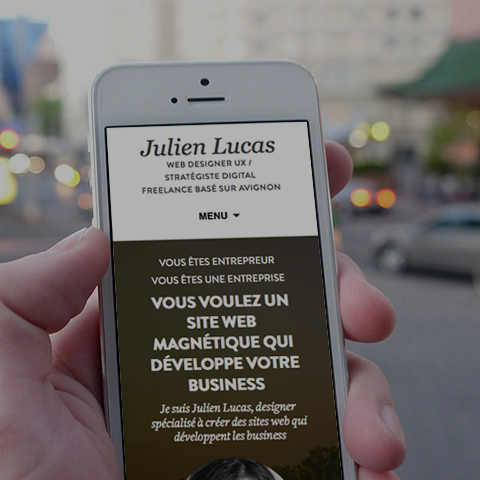 Julien Lucas
WEB DESIGNER UX /
STRATÉGISTE DIGITAL
FREELANCE BASÉ SUR AVIGNON
MENU
VOUS ÊTES ENTREPREUR
VOUS ÊTES UNE ENTREPRISE
VOUS VOULEZ UN
SITE WEB
MAGNÉTIQUE QUI
DÉVELOPPE VOTRE
BUSINESS
Je suis Julien Lucas, designer
spécialisé à créer des sites web qui
développent les business